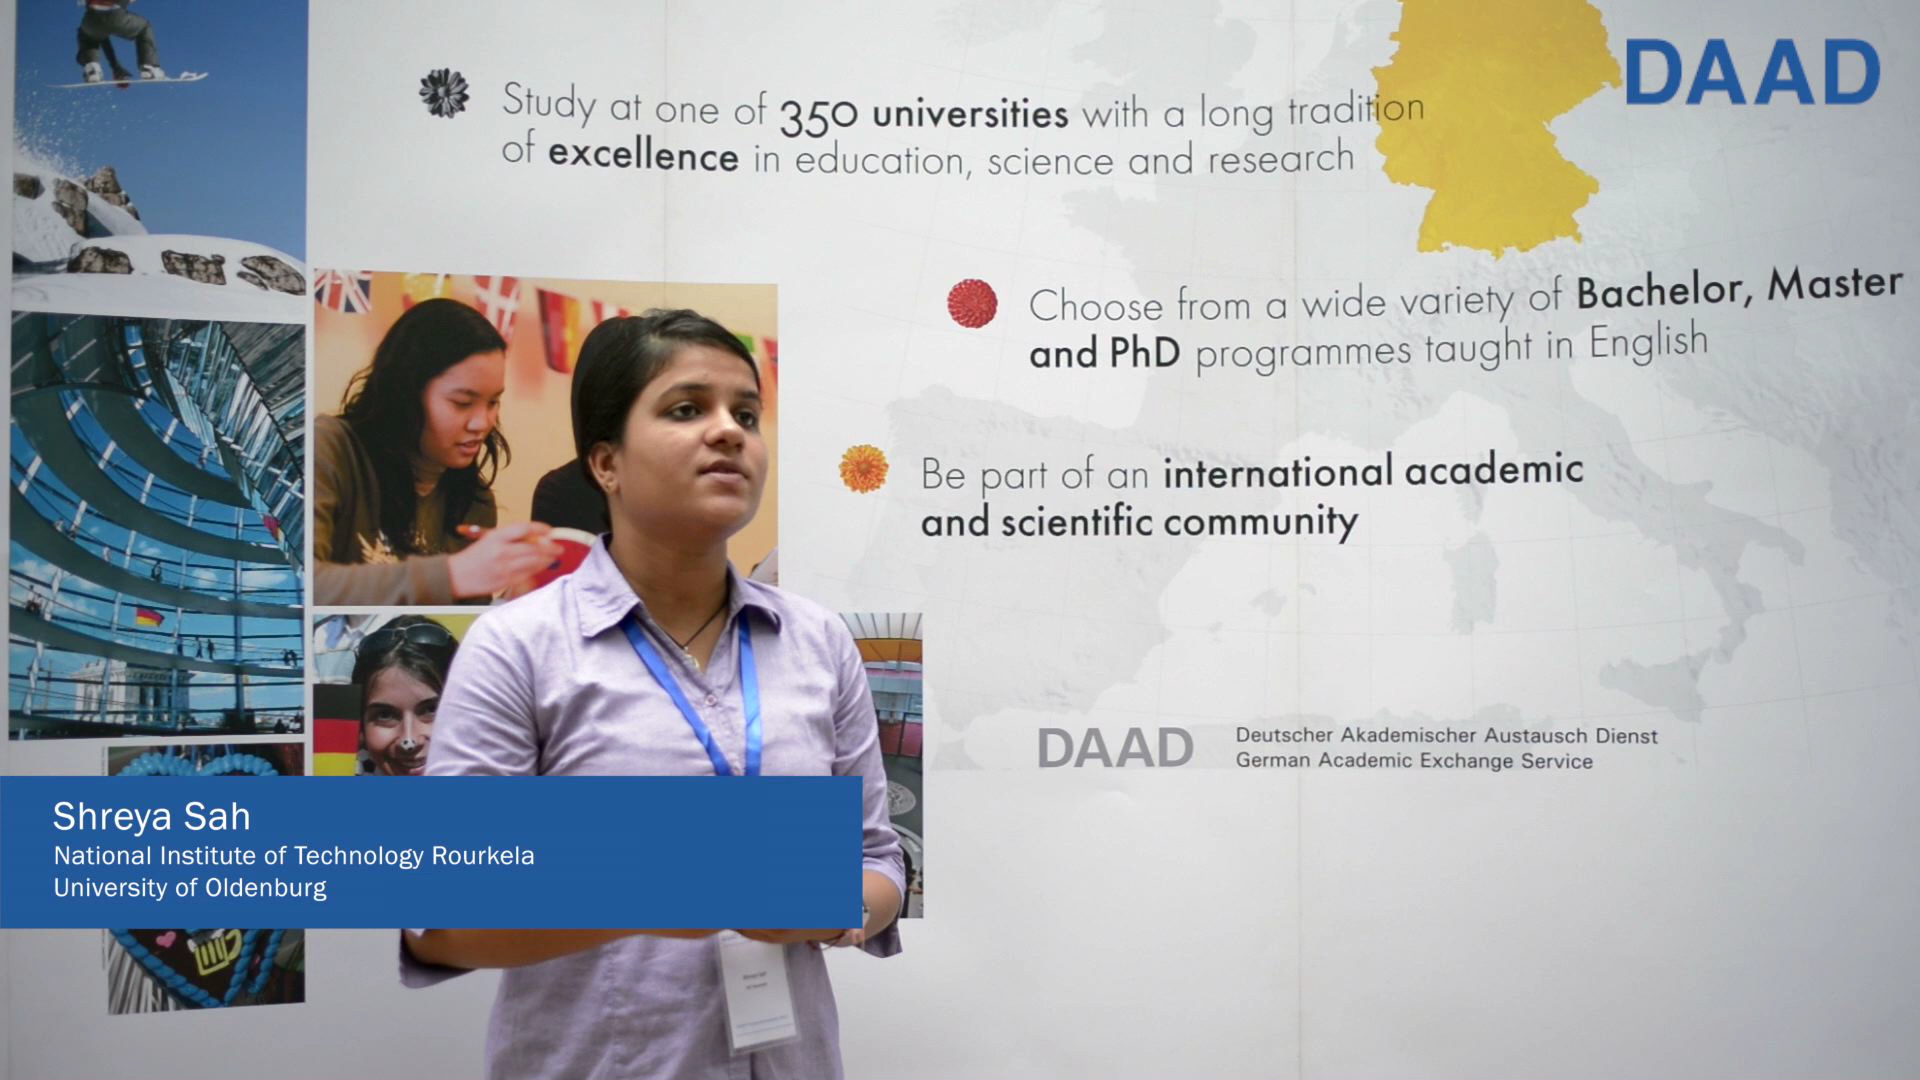 DAAD
Study at one of 350 universities with a long tradition
of excellence in education, science and research
Choose from a wide variety of Bachelor, Master
and PhD programmes taught in English
Be part of an international academic
and scientific community
DAAD
Deutscher Akademischer Austausch Dienst
German Academic Exchange Service
Shreya Sah
National Institute of Technology Rourkela
University of Oldenburg